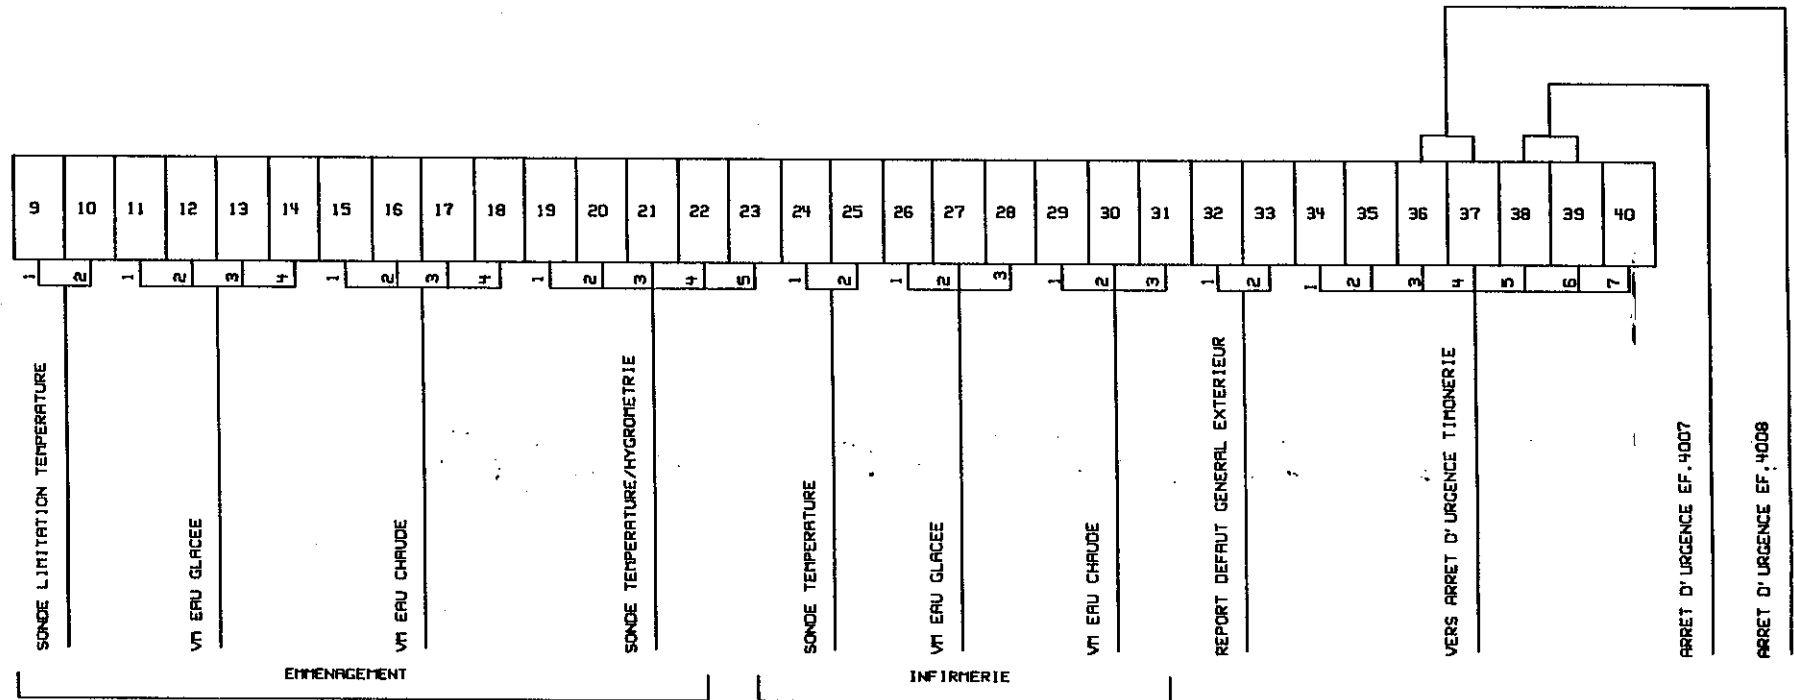 9 10 11 12 13 14 15 16 17 18 19 20 21 22 23 24 25 26 27 28 29 30 31 32 33 34 35 36 37 38 39 40
1 2 1 2 3 4 1 2 3 4 1 2 3 4 5 1 2 1 2 3 1 2 3 1 2 1 2 3 4 5 6 7
SONDE LIMITATION TEMPERATURE
VM EAU GLACEE
VM EAU CHAUDE
SONDE TEMPERATURE/HYGROMETRIE
SONDE TEMPERATURE
VM EAU GLACEE
VM EAU CHAUDE
REPORT DEFAUT GENERAL EXTERIEUR
VERS ARRET D'URGENCE TIMONERIE
ARRET D'URGENCE EF.4007
ARRET D'URGENCE EF.4008
EMMENAGEMENT
INFIRMERIE